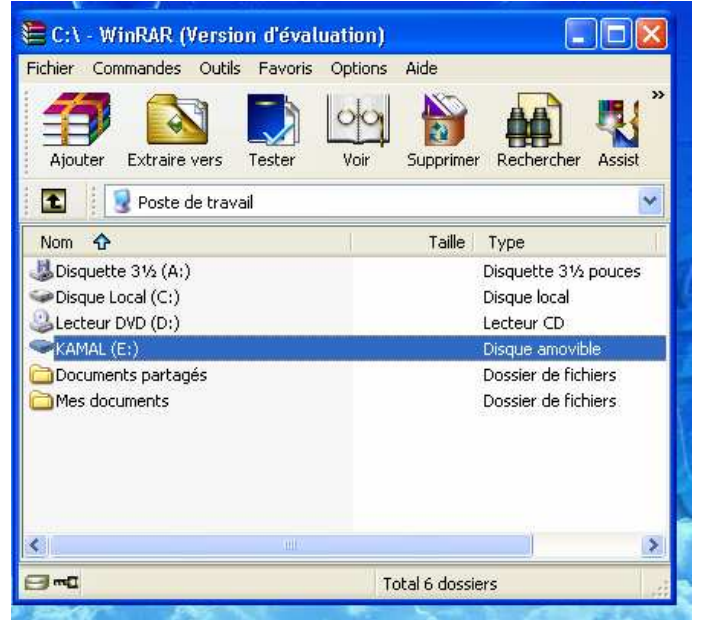 C:\ - WinRAR (Version d'évaluation)
Fichier Commandes Outils Favoris Options Aide
Ajouter Extraire vers Tester Voir Supprimer Rechercher Assist
Poste de travail
Nom Taille Type
Disquette 3½ (A:) Disquette 3½ pouces
Disque Local (C:) Disque local
Lecteur DVD (D:) Lecteur CD
KAMAL (E:) Disque amovible
Documents partagés Dossier de fichiers
Mes documents Dossier de fichiers
Total 6 dossiers